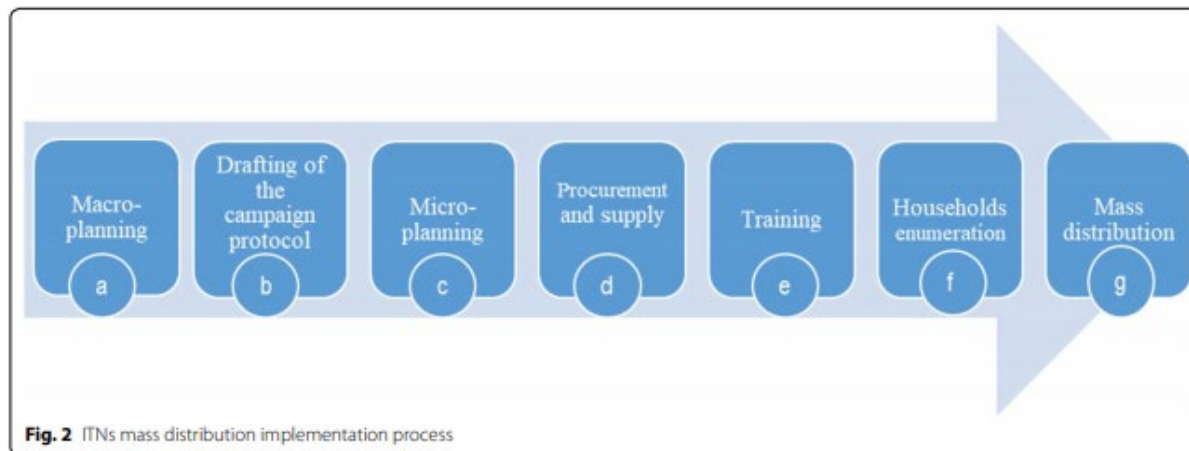 Macro-
planning
a
Drafting of
the
campaign
protocol
b
Micro-
planning
c
Procurement
and supply
d
Training
e
Households
enumeration
f
Mass
distribution
g
Fig. 2 ITNs mass distribution implementation process